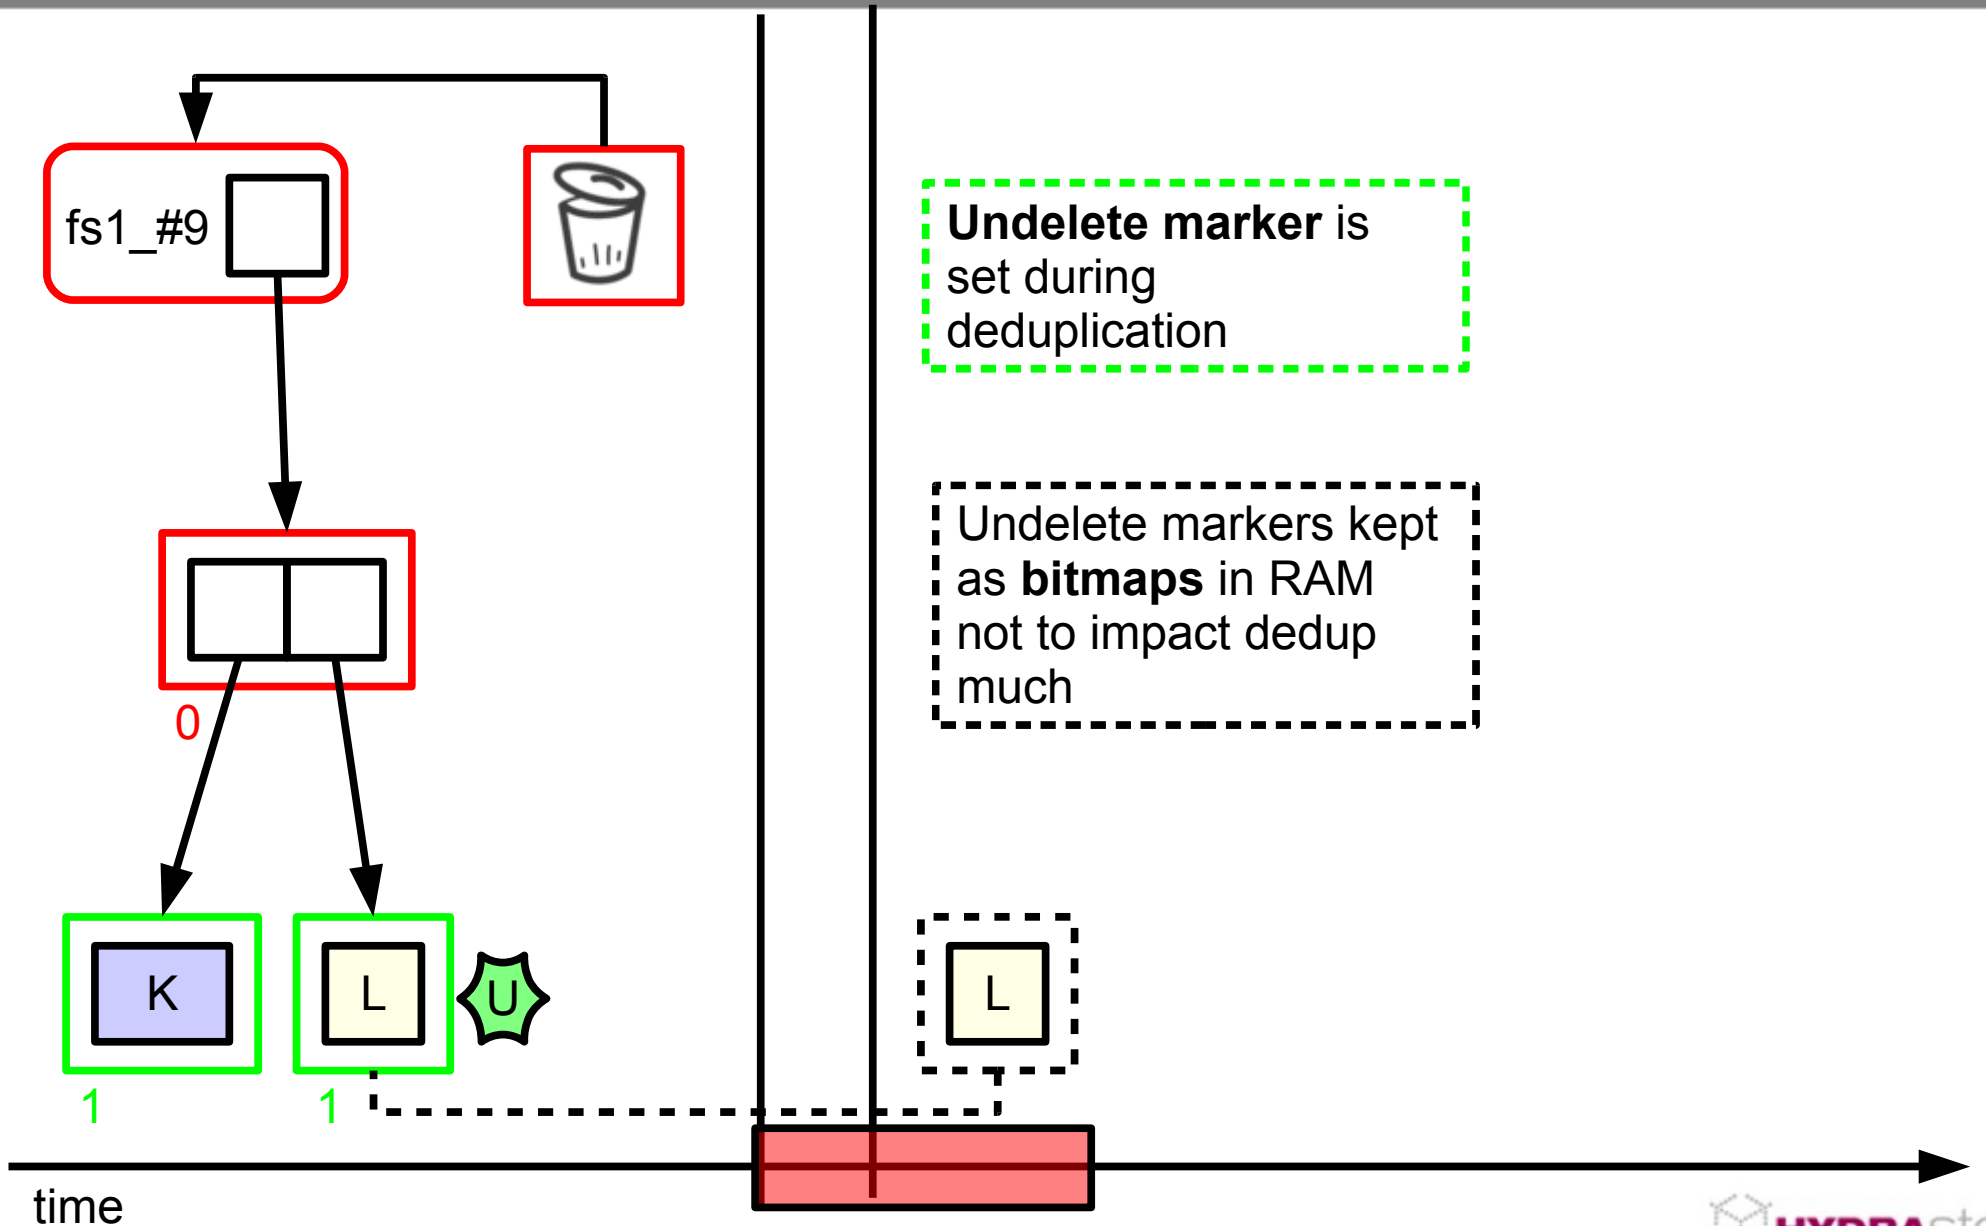 fs1_#9
Undelete marker is
set during
deduplication
Undelete markers kept
as bitmaps in RAM
not to impact dedup
much
0
K
L
U
L
1
1
time